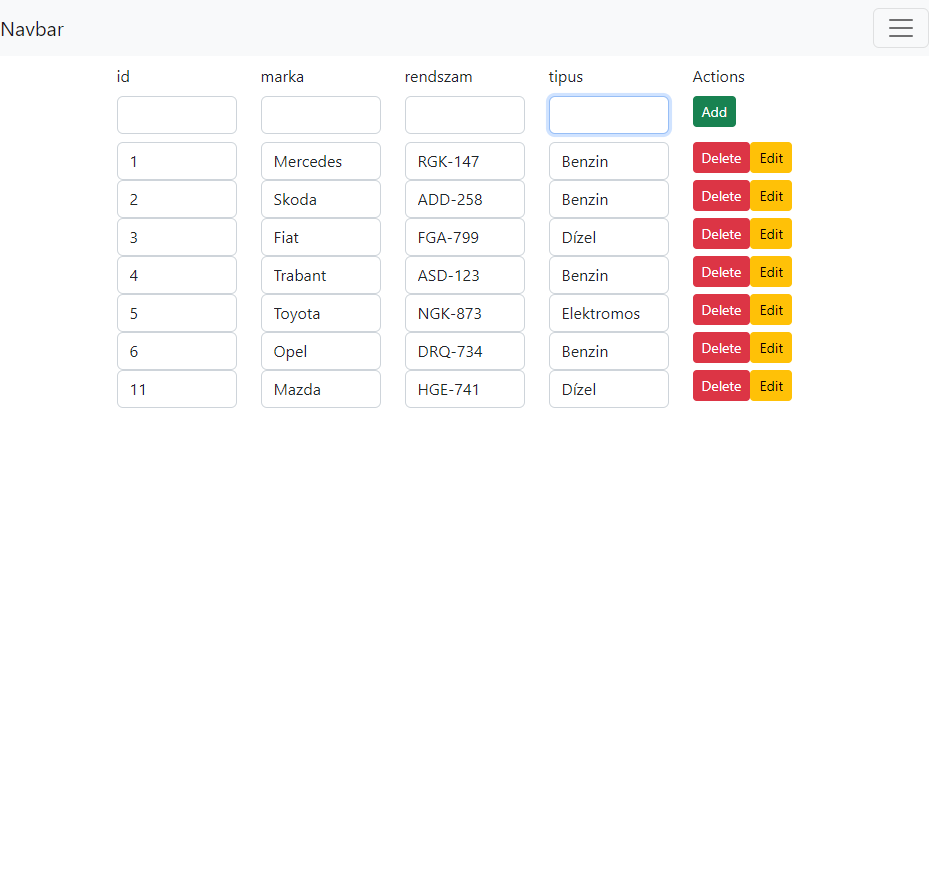 Navbar
id marka rendszam tipus Actions
Add
1 Mercedes RGK-147 Benzin Delete Edit
2 Skoda ADD-258 Benzin Delete Edit
3 Fiat FGA-799 Dízel Delete Edit
4 Trabant ASD-123 Benzin Delete Edit
5 Toyota NGK-873 Elektromos Delete Edit
6 Opel DRQ-734 Benzin Delete Edit
11 Mazda HGE-741 Dízel Delete Edit